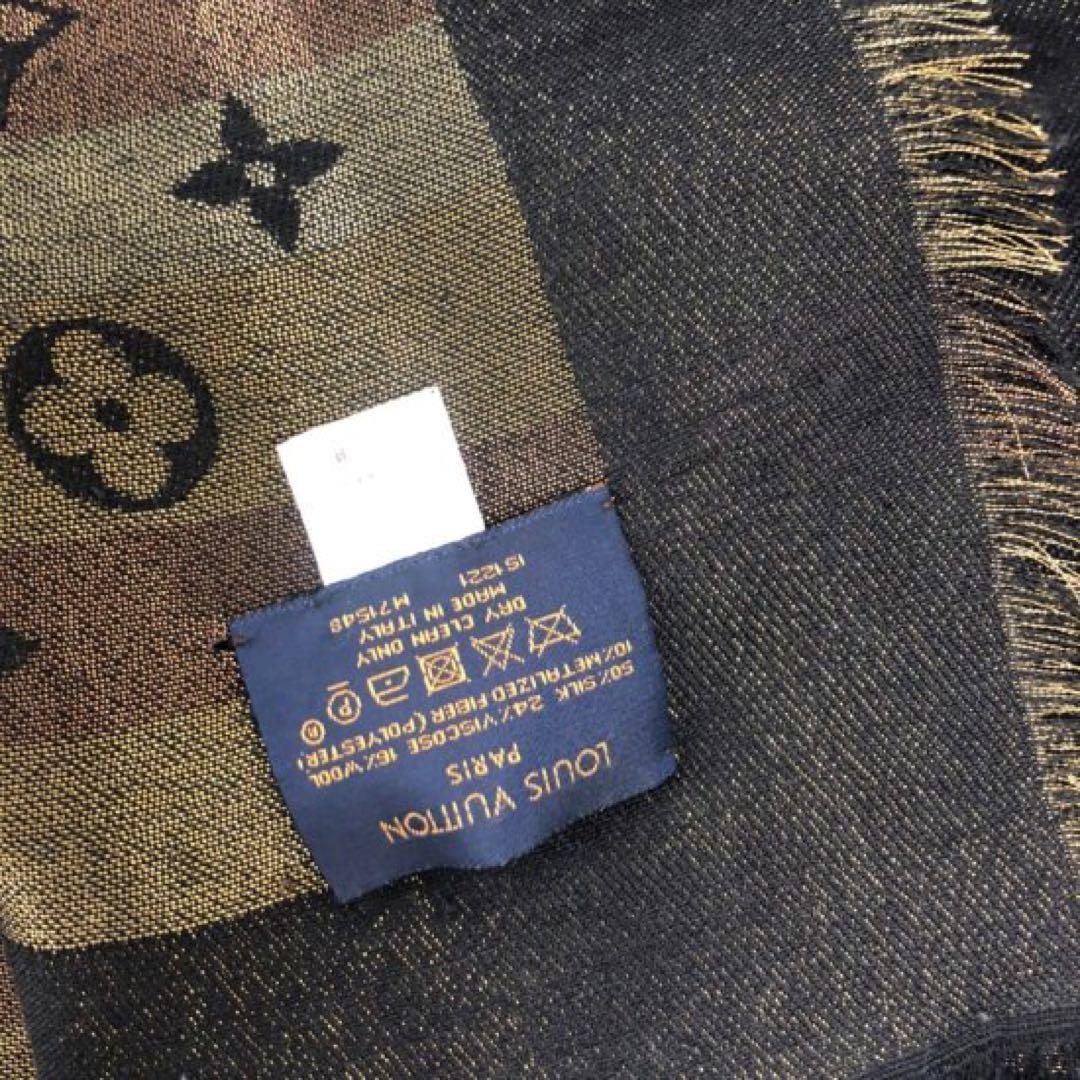 LOUIS VUITTON
PARIS
50% SILK 24% VISCOSE 16% WOOL
10% METALIZED FIBER (POLYESTER)
P
DRY CLEAN ONLY
MADE IN ITALY
IS1221 M71548